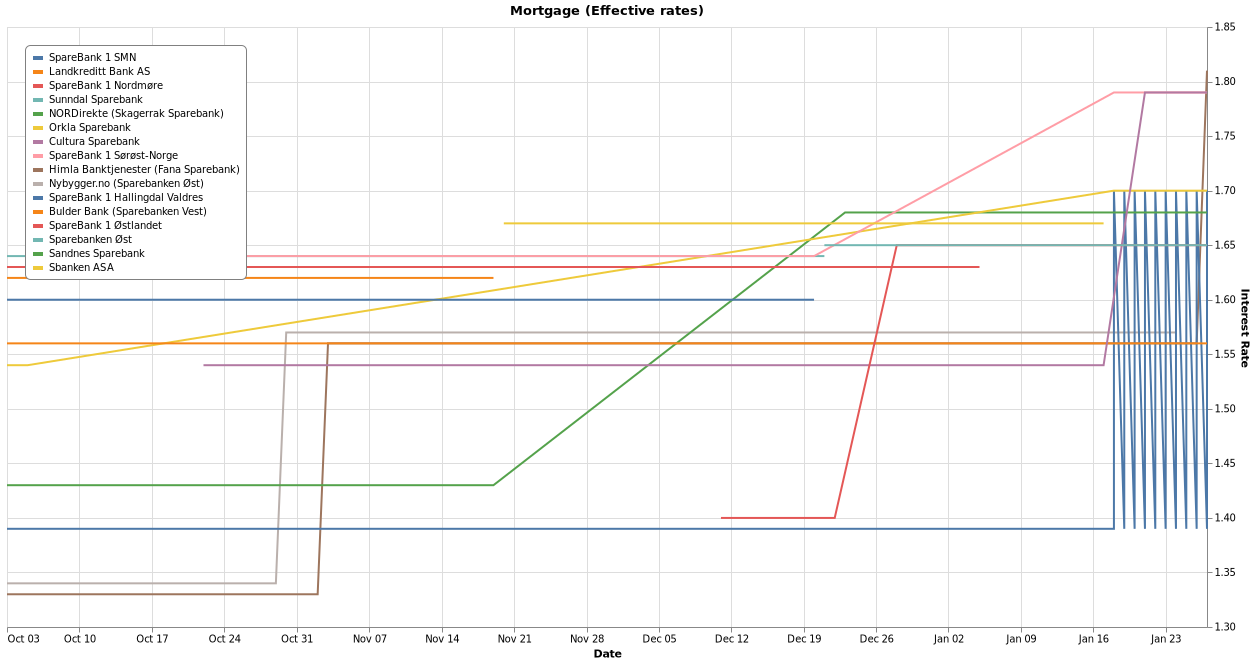 Mortgage (Effective rates)
SpareBank 1 SMN
Landkreditt Bank AS
SpareBank 1 Nordmøre
Sunndal Sparebank
NORDirekte (Skagerrak Sparebank)
Orkla Sparebank
Cultura Sparebank
SpareBank 1 Sørøst-Norge
Himla Banktjenester (Fana Sparebank)
Nybygger.no (Sparebanken Øst)
SpareBank 1 Hallingdal Valdres
Bulder Bank (Sparebanken Vest)
SpareBank 1 Østlandet
Sparebanken Øst
Sandnes Sparebank
Sbanken ASA
1.85
1.80
1.75
1.70
1.65
1.60
1.55
1.50
1.45
1.40
1.35
1.30
Interest Rate
Oct 03 Oct 10 Oct 17 Oct 24 Oct 31 Nov 07 Nov 14 Nov 21 Nov 28 Dec 05 Dec 12 Dec 19 Dec 26 Jan 02 Jan 09 Jan 16 Jan 23
Date